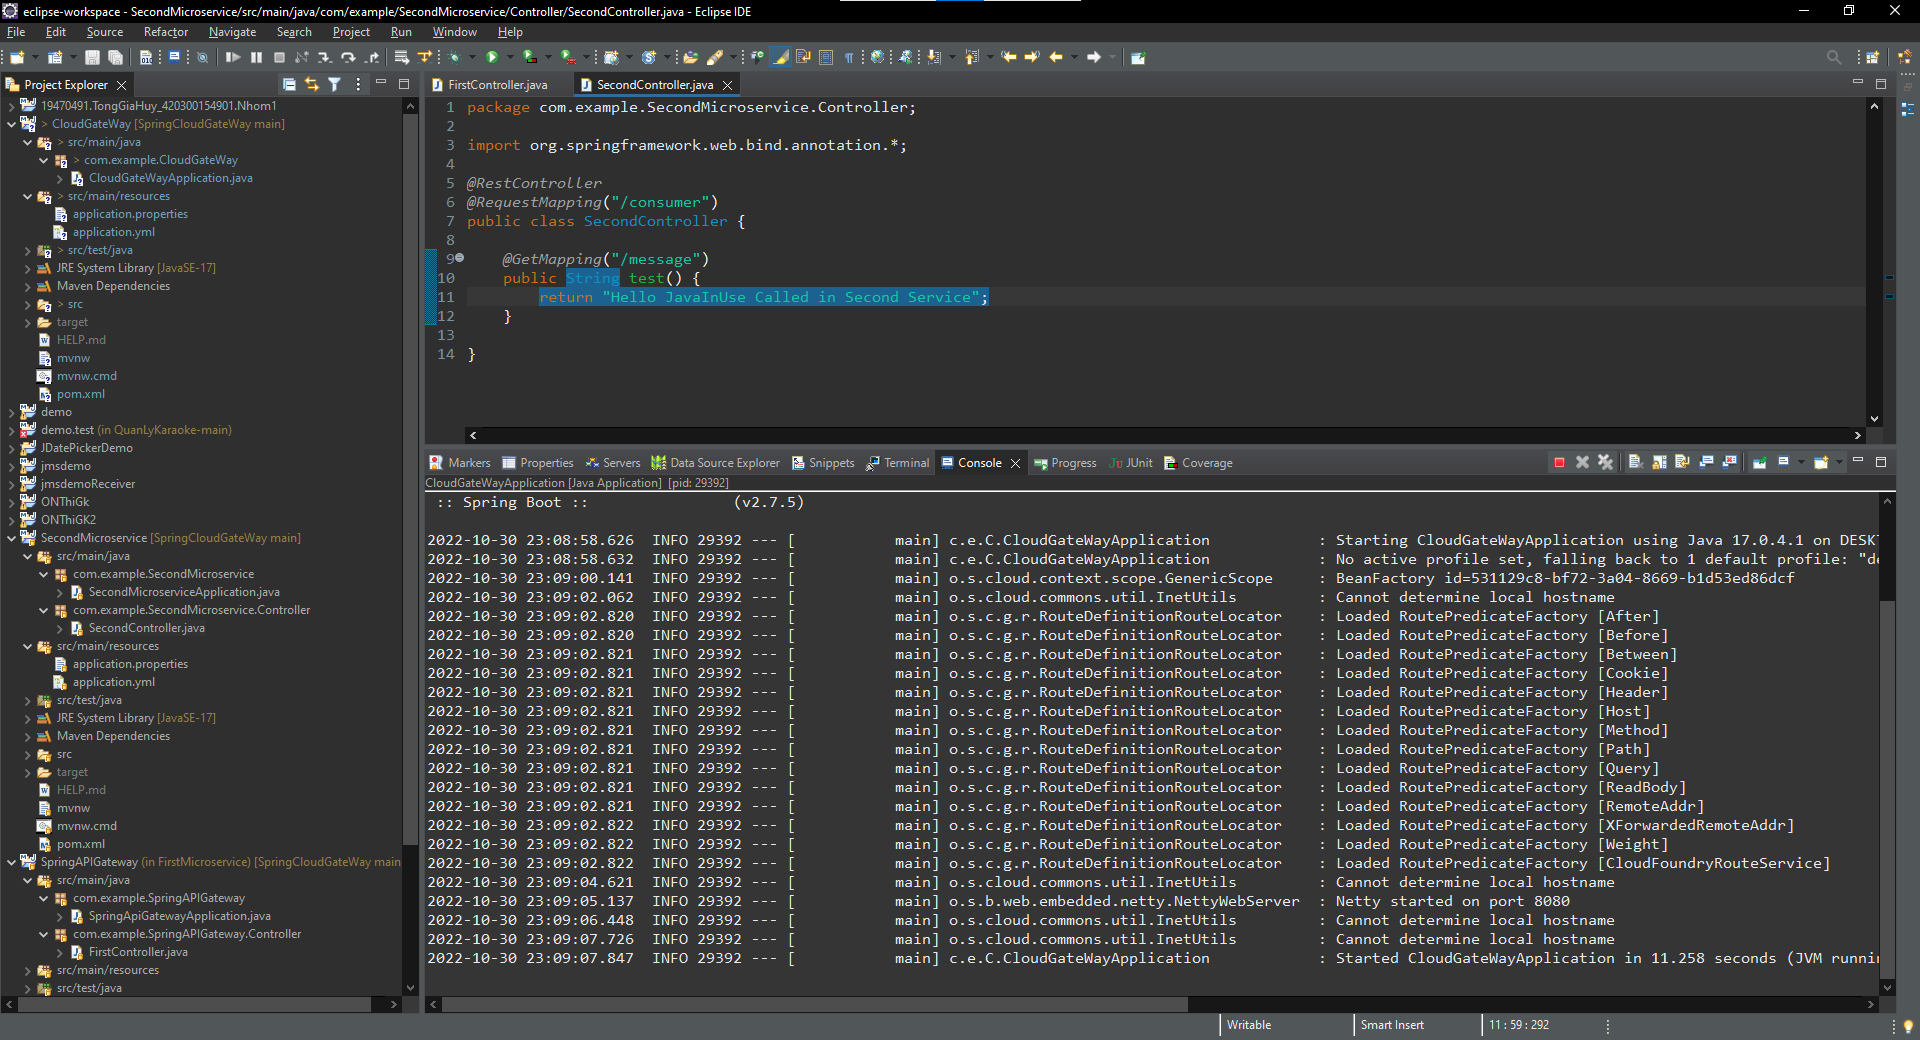 eclipse-workspace - SecondMicroservice/src/main/java/com/example/SecondMicroservice/Controller/SecondController.java - Eclipse IDE
File Edit Source Refactor Navigate Search Project Run Window Help
Project Explorer
19470491.TongGiaHuy_420300154901.Nhom1
> CloudGateWay [SpringCloudGateWay main]
> src/main/java
> com.example.CloudGateWay
CloudGateWayApplication.java
> src/main/resources
application.properties
application.yml
> src/test/java
JRE System Library [JavaSE-17]
Maven Dependencies
> src
target
HELP.md
mvnw
mvnw.cmd
pom.xml
demo
demo.test (in QuanLyKaraoke-main)
JDatePickerDemo
jmsdemo
jmsdemoReceiver
ONThiGk
ONThiGK2
SecondMicroservice [SpringCloudGateWay main]
src/main/java
com.example.SecondMicroservice
SecondMicroserviceApplication.java
com.example.SecondMicroservice.Controller
SecondController.java
src/main/resources
application.properties
application.yml
src/test/java
JRE System Library [JavaSE-17]
Maven Dependencies
src
target
HELP.md
mvnw
mvnw.cmd
pom.xml
SpringAPIGateway (in FirstMicroservice) [SpringCloudGateWay main
src/main/java
com.example.SpringAPIGateway
SpringApiGatewayApplication.java
com.example.SpringAPIGateway.Controller
FirstController.java
src/main/resources
src/test/java
FirstController.java SecondController.java
1 package com.example.SecondMicroservice.Controller;
2
3 import org.springframework.web.bind.annotation.*;
4
5 @RestController
6 @RequestMapping("/consumer")
7 public class SecondController {
8
9 @GetMapping("/message")
10 public String test() {
11 return "Hello JavaInUse Called in Second Service";
12 }
13
14 }
Markers Properties Servers Data Source Explorer Snippets Terminal Console Progress JUnit Coverage
CloudGateWayApplication [Java Application] [pid: 29392]
:: Spring Boot :: (v2.7.5)
2022-10-30 23:08:58.626 INFO 29392 --- [ main] c.e.C.CloudGateWayApplication : Starting CloudGateWayApplication using Java 17.0.4.1 on DESKT
2022-10-30 23:08:58.632 INFO 29392 --- [ main] c.e.C.CloudGateWayApplication : No active profile set, falling back to 1 default profile: "de
2022-10-30 23:09:00.141 INFO 29392 --- [ main] o.s.cloud.context.scope.GenericScope : BeanFactory id=531129c8-bf72-3a04-8669-b1d53ed86dcf
2022-10-30 23:09:02.062 INFO 29392 --- [ main] o.s.cloud.commons.util.InetUtils : Cannot determine local hostname
2022-10-30 23:09:02.820 INFO 29392 --- [ main] o.s.c.g.r.RouteDefinitionRouteLocator : Loaded RoutePredicateFactory [After]
2022-10-30 23:09:02.820 INFO 29392 --- [ main] o.s.c.g.r.RouteDefinitionRouteLocator : Loaded RoutePredicateFactory [Before]
2022-10-30 23:09:02.821 INFO 29392 --- [ main] o.s.c.g.r.RouteDefinitionRouteLocator : Loaded RoutePredicateFactory [Between]
2022-10-30 23:09:02.821 INFO 29392 --- [ main] o.s.c.g.r.RouteDefinitionRouteLocator : Loaded RoutePredicateFactory [Cookie]
2022-10-30 23:09:02.821 INFO 29392 --- [ main] o.s.c.g.r.RouteDefinitionRouteLocator : Loaded RoutePredicateFactory [Header]
2022-10-30 23:09:02.821 INFO 29392 --- [ main] o.s.c.g.r.RouteDefinitionRouteLocator : Loaded RoutePredicateFactory [Host]
2022-10-30 23:09:02.821 INFO 29392 --- [ main] o.s.c.g.r.RouteDefinitionRouteLocator : Loaded RoutePredicateFactory [Method]
2022-10-30 23:09:02.821 INFO 29392 --- [ main] o.s.c.g.r.RouteDefinitionRouteLocator : Loaded RoutePredicateFactory [Path]
2022-10-30 23:09:02.821 INFO 29392 --- [ main] o.s.c.g.r.RouteDefinitionRouteLocator : Loaded RoutePredicateFactory [Query]
2022-10-30 23:09:02.821 INFO 29392 --- [ main] o.s.c.g.r.RouteDefinitionRouteLocator : Loaded RoutePredicateFactory [ReadBody]
2022-10-30 23:09:02.821 INFO 29392 --- [ main] o.s.c.g.r.RouteDefinitionRouteLocator : Loaded RoutePredicateFactory [RemoteAddr]
2022-10-30 23:09:02.822 INFO 29392 --- [ main] o.s.c.g.r.RouteDefinitionRouteLocator : Loaded RoutePredicateFactory [XForwardedRemoteAddr]
2022-10-30 23:09:02.822 INFO 29392 --- [ main] o.s.c.g.r.RouteDefinitionRouteLocator : Loaded RoutePredicateFactory [Weight]
2022-10-30 23:09:02.822 INFO 29392 --- [ main] o.s.c.g.r.RouteDefinitionRouteLocator : Loaded RoutePredicateFactory [CloudFoundryRouteService]
2022-10-30 23:09:04.621 INFO 29392 --- [ main] o.s.cloud.commons.util.InetUtils : Cannot determine local hostname
2022-10-30 23:09:05.137 INFO 29392 --- [ main] o.s.b.web.embedded.netty.NettyWebServer : Netty started on port 8080
2022-10-30 23:09:06.448 INFO 29392 --- [ main] o.s.cloud.commons.util.InetUtils : Cannot determine local hostname
2022-10-30 23:09:07.726 INFO 29392 --- [ main] o.s.cloud.commons.util.InetUtils : Cannot determine local hostname
2022-10-30 23:09:07.847 INFO 29392 --- [ main] c.e.C.CloudGateWayApplication : Started CloudGateWayApplication in 11.258 seconds (JVM runnin
Writable Smart Insert 11 : 59 : 292